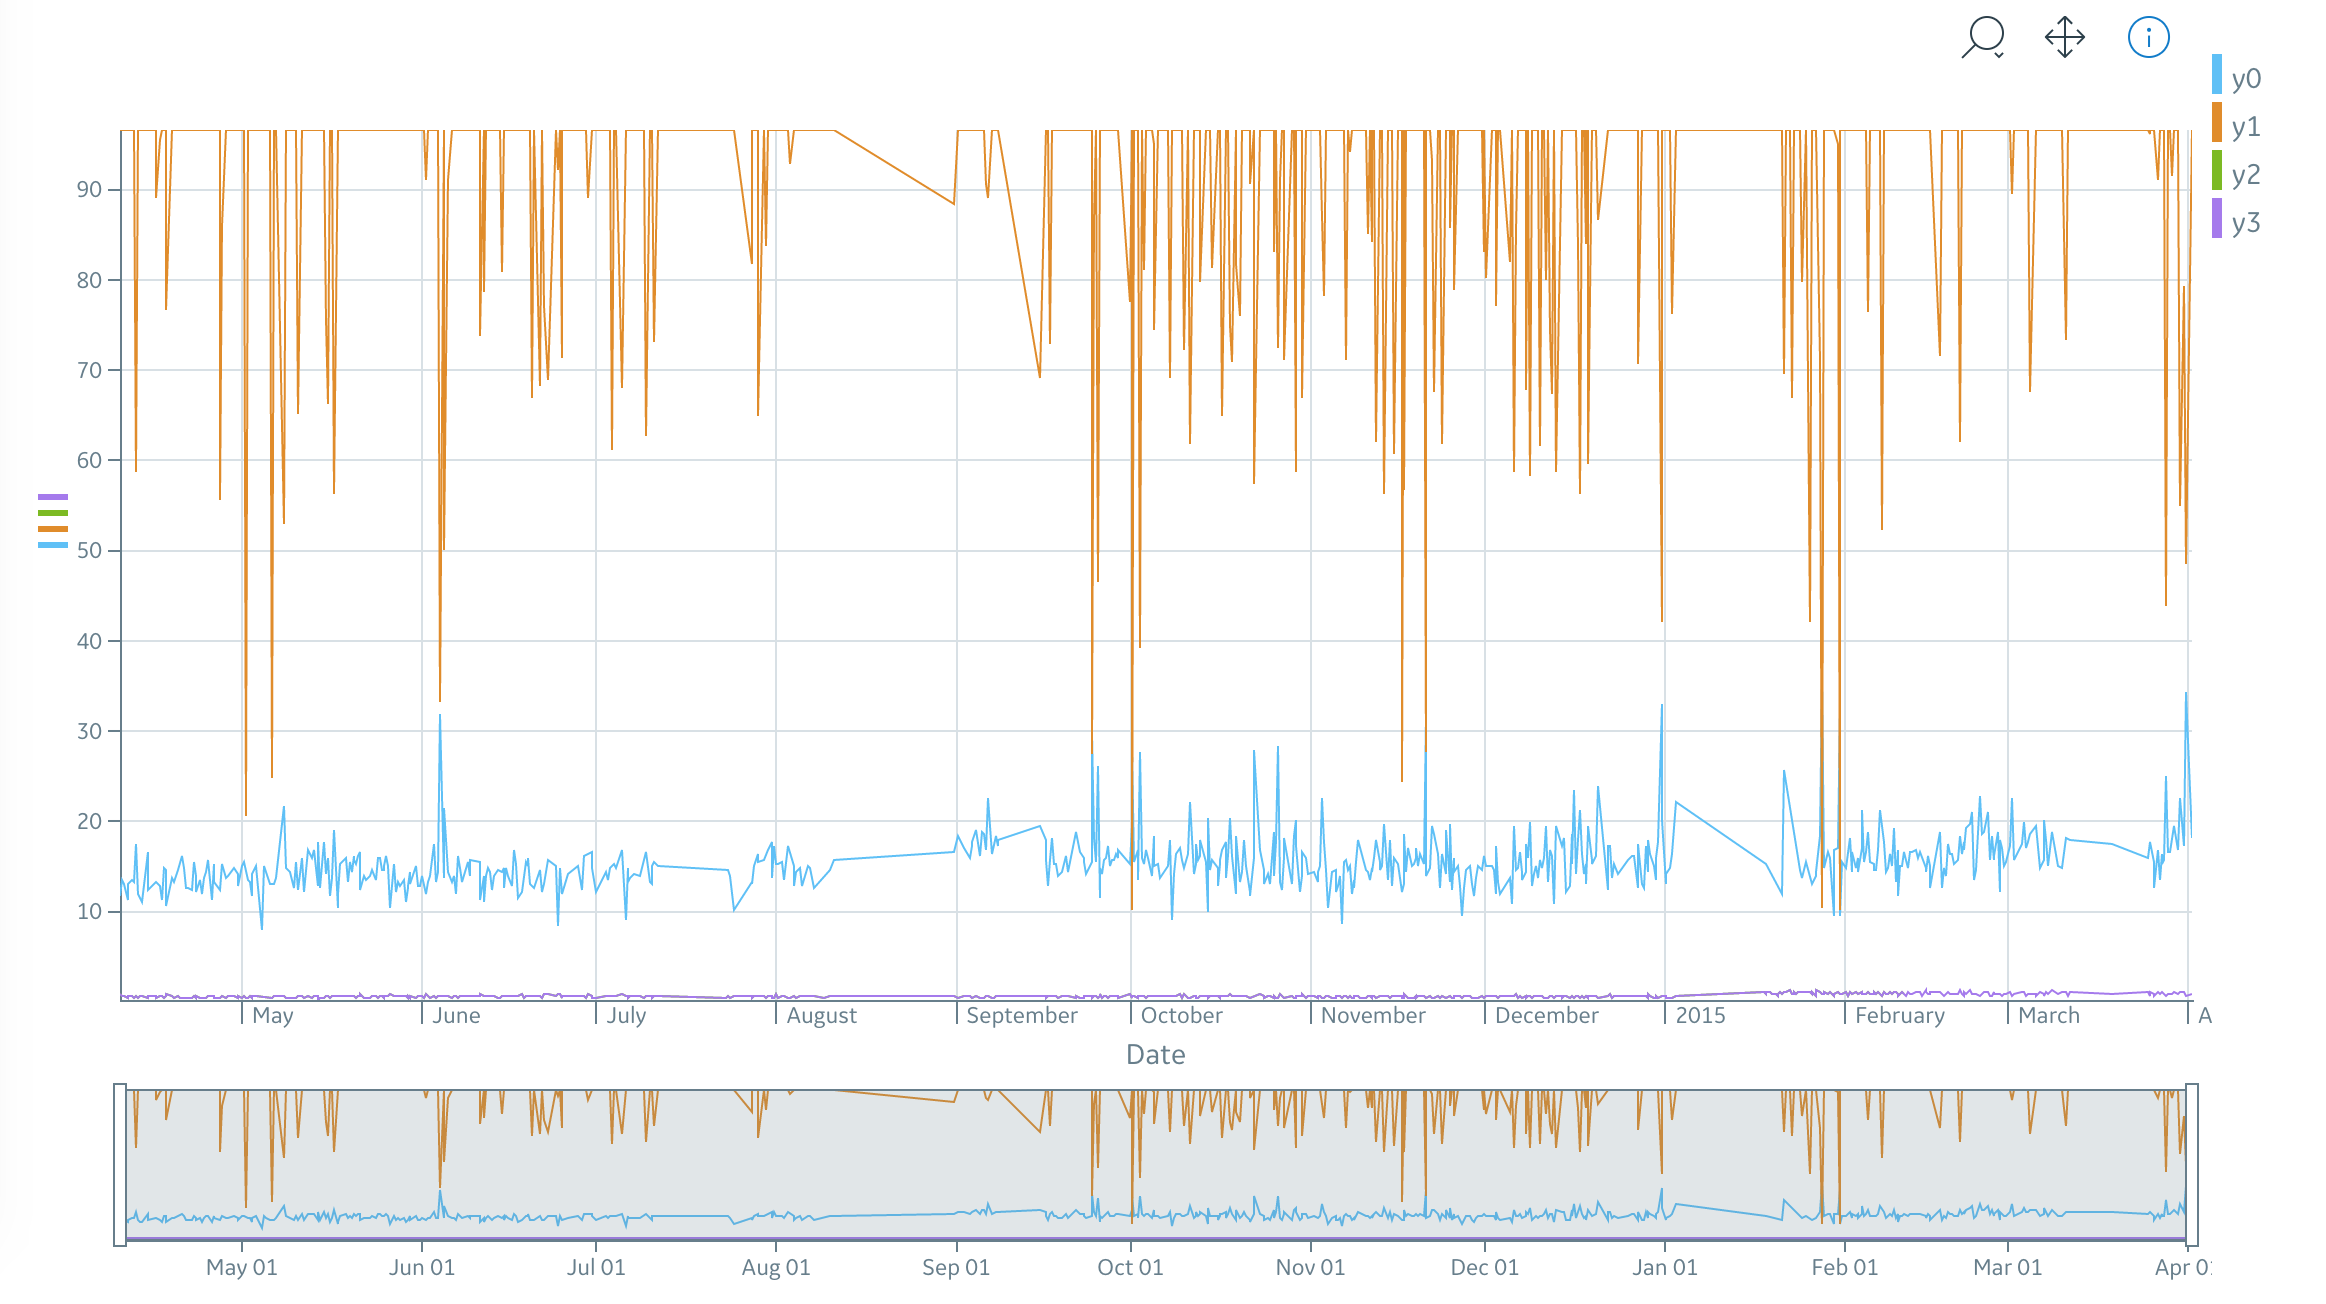 y0
y1
y2
y3
90
80
70
60
50
40
30
20
10
May June July August September October November December 2015 February March A
Date
May 01 Jun 01 Jul 01 Aug 01 Sep 01 Oct 01 Nov 01 Dec 01 Jan 01 Feb 01 Mar 01 Apr 0